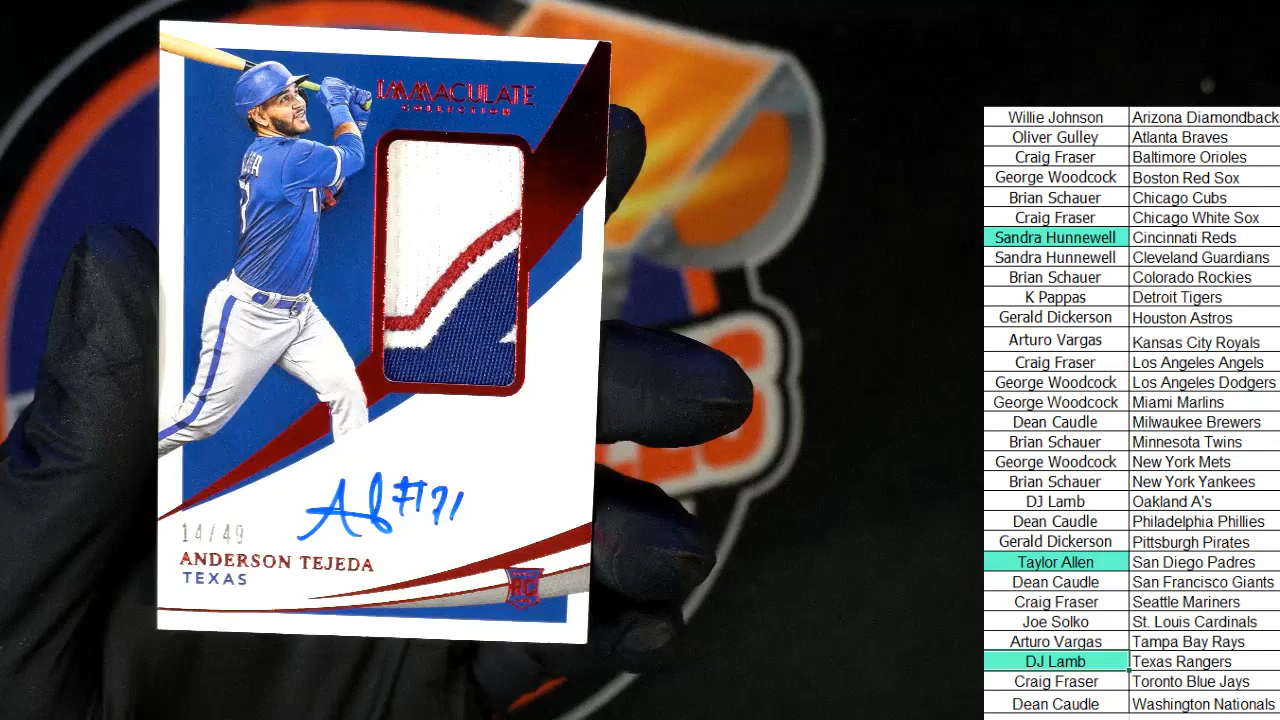 IMMACULATE
COLLECTION
14/49
ANDERSON TEJEDA
TEXAS
RC
#71
Willie Johnson Arizona Diamondback
Oliver Gulley Atlanta Braves
Craig Fraser Baltimore Orioles
George Woodcock Boston Red Sox
Brian Schauer Chicago Cubs
Craig Fraser Chicago White Sox
Sandra Hunnewell Cincinnati Reds
Sandra Hunnewell Cleveland Guardians
Brian Schauer Colorado Rockies
K Pappas Detroit Tigers
Gerald Dickerson Houston Astros
Arturo Vargas Kansas City Royals
Craig Fraser Los Angeles Angels
George Woodcock Los Angeles Dodgers
George Woodcock Miami Marlins
Dean Caudle Milwaukee Brewers
Brian Schauer Minnesota Twins
George Woodcock New York Mets
Brian Schauer New York Yankees
DJ Lamb Oakland A's
Dean Caudle Philadelphia Phillies
Gerald Dickerson Pittsburgh Pirates
Taylor Allen San Diego Padres
Dean Caudle San Francisco Giants
Craig Fraser Seattle Mariners
Joe Solko St. Louis Cardinals
Arturo Vargas Tampa Bay Rays
DJ Lamb Texas Rangers
Craig Fraser Toronto Blue Jays
Dean Caudle Washington Nationals